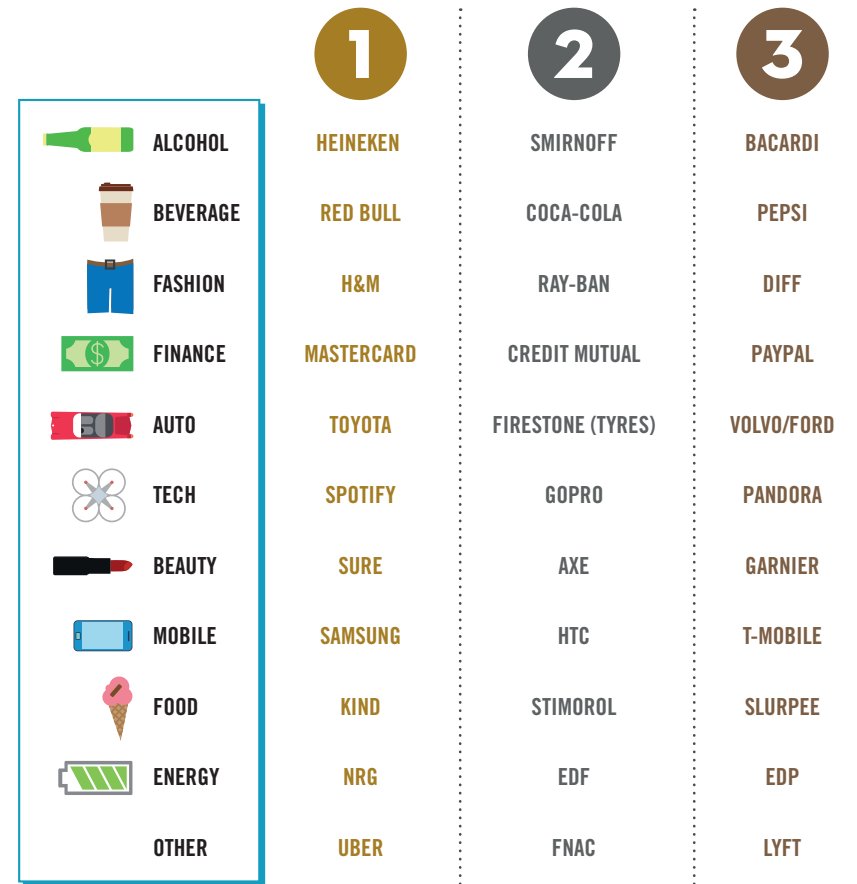 1 2 3
ALCOHOL HEINEKEN SMIRNOFF BACARDI
BEVERAGE RED BULL COCA-COLA PEPSI
FASHION H&M RAY-BAN DIFF
FINANCE MASTERCARD CREDIT MUTUAL PAYPAL
AUTO TOYOTA FIRESTONE (TYRES) VOLVO/FORD
TECH SPOTIFY GOPRO PANDORA
BEAUTY SURE AXE GARNIER
MOBILE SAMSUNG HTC T-MOBILE
FOOD KIND STIMOROL SLURPEE
ENERGY NRG EDF EDP
OTHER UBER FNAC LYFT